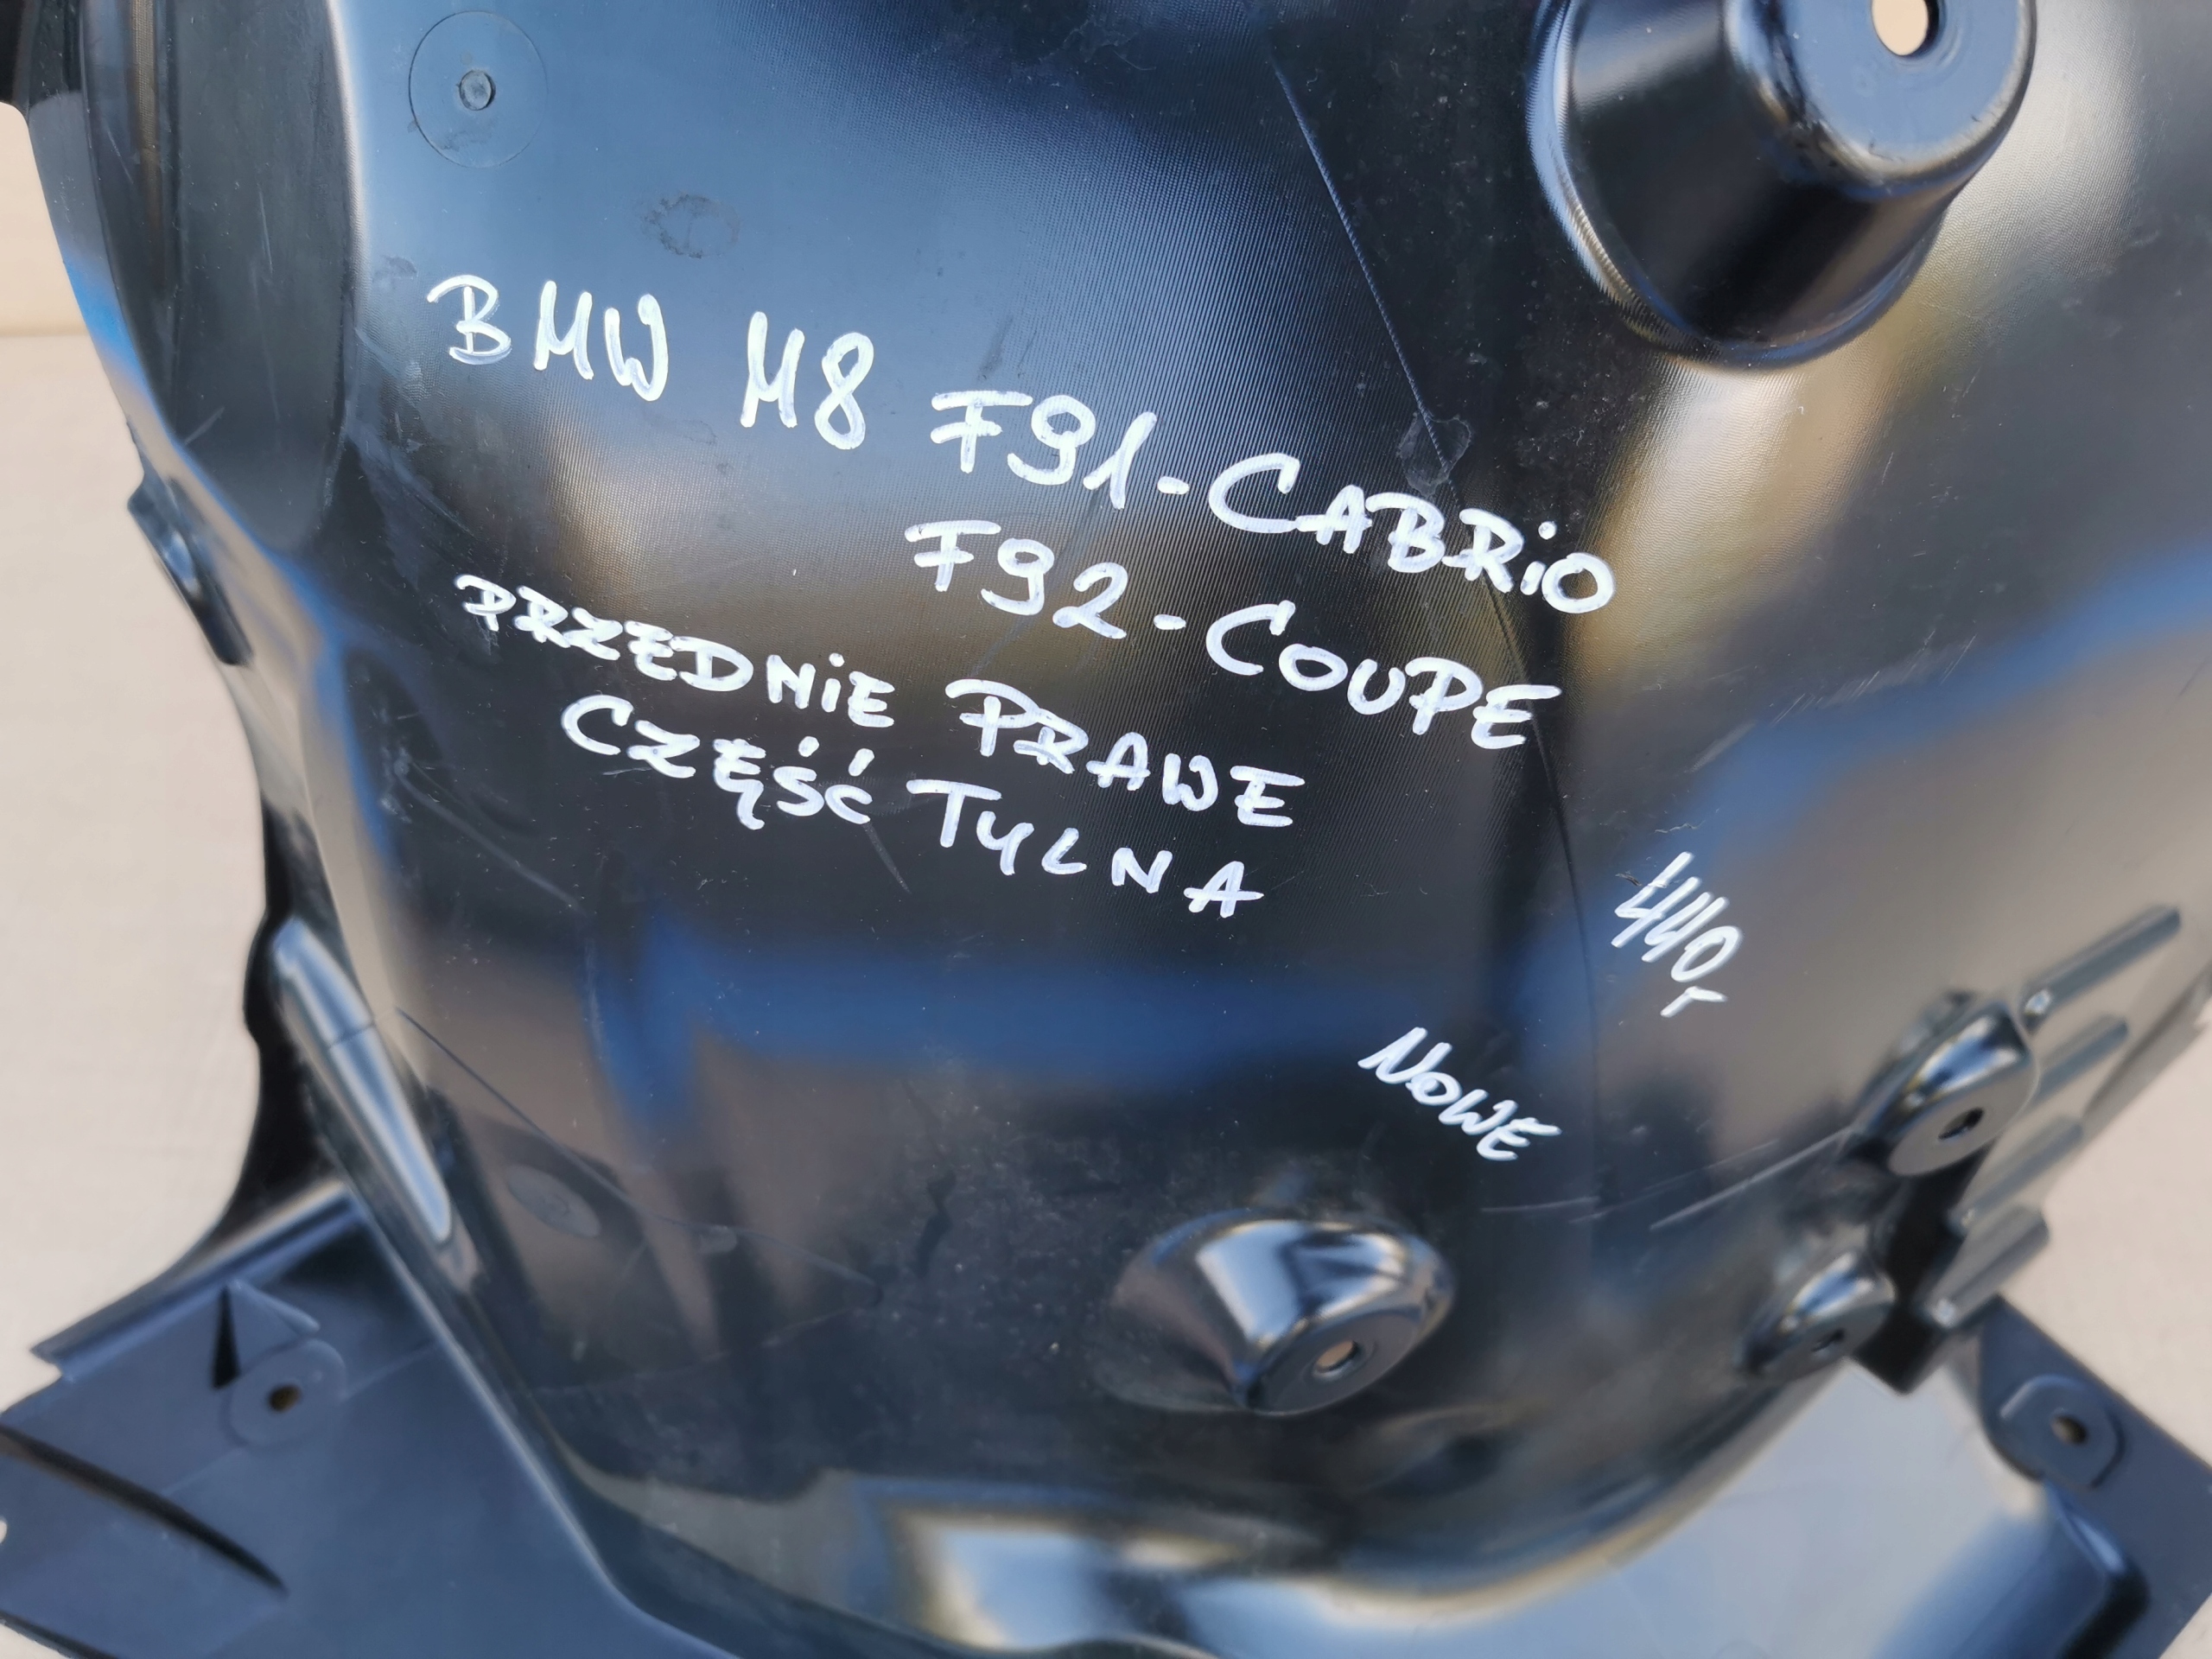 BMW M8 F91-CABRiO
F92-COUPE
PRZEDNiE PRAWE
CZĘŚĆ TYLNA
440,-
NOWE